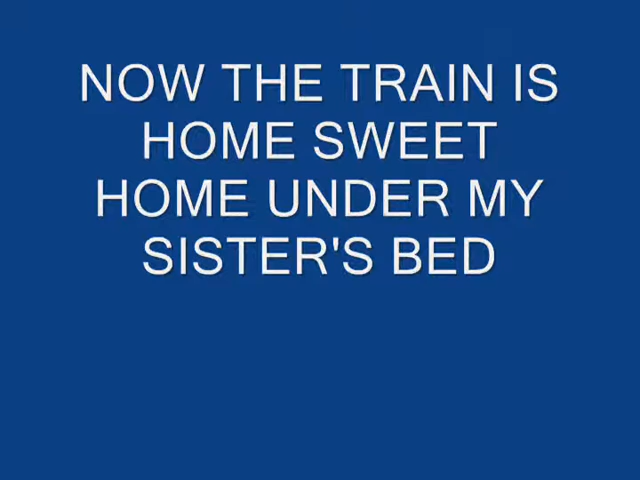 NOW THE TRAIN IS
HOME SWEET
HOME UNDER MY
SISTER'S BED